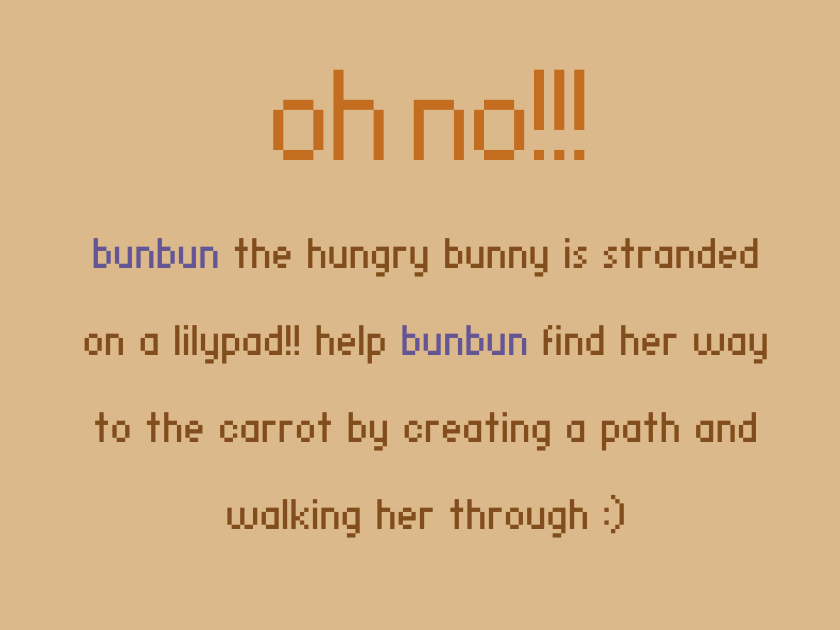 oh no!!!
bunbun the hungry bunny is stranded
on a lilypad!! help bunbun find her way
to the carrot by creating a path and
walking her through :)